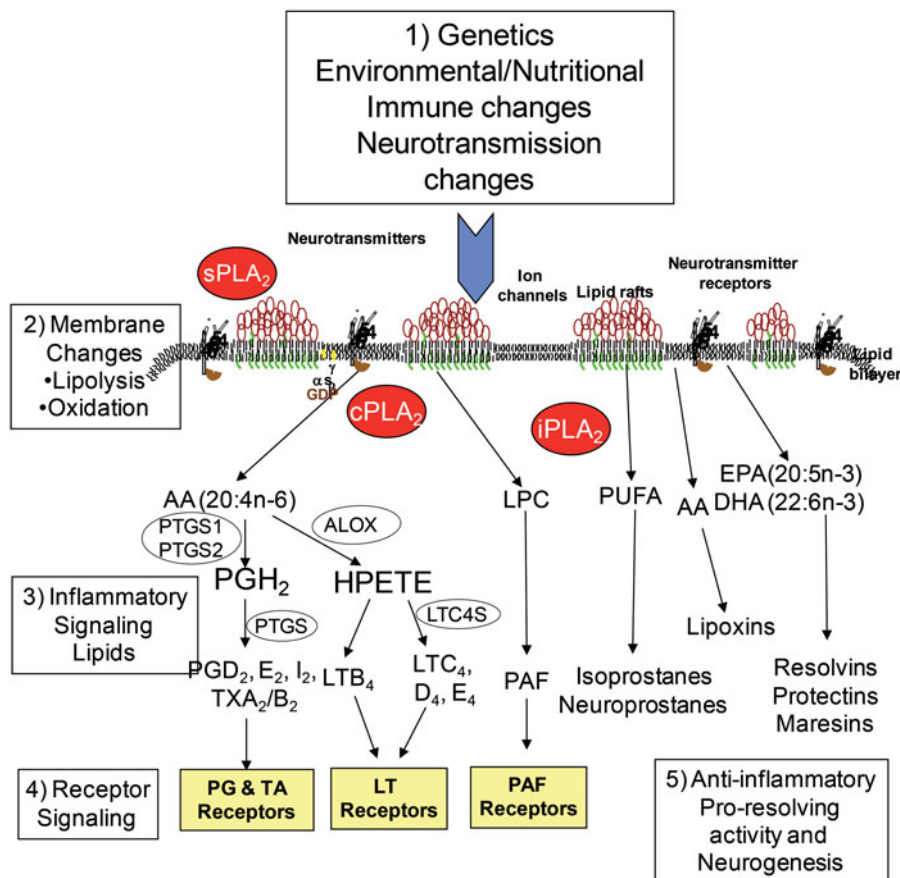 1) Genetics
Environmental/Nutritional
Immune changes
Neurotransmission
changes
Neurotransmitters
sPLA₂
Ion
channels
Lipid rafts
Neurotransmitter
receptors
2) Membrane
Changes
•Lipolysis
•Oxidation
Lipid
bilayer
γ
αs
GDP
cPLA₂
iPLA₂
AA (20:4n-6)
LPC
PUFA
AA
EPA(20:5n-3)
DHA(22:6n-3)
PTGS1
PTGS2
ALOX
PGH₂
HPETE
3) Inflammatory
Signaling
Lipids
PTGS
LTC4S
Lipoxins
PGD₂, E₂, I₂,
TXA₂/B₂
LTB₄
LTC₄,
D₄, E₄
PAF
Isoprostanes
Neuroprostanes
Resolvins
Protectins
Maresins
4) Receptor
Signaling
PG & TA
Receptors
LT
Receptors
PAF
Receptors
5) Anti-inflammatory
Pro-resolving
activity and
Neurogenesis